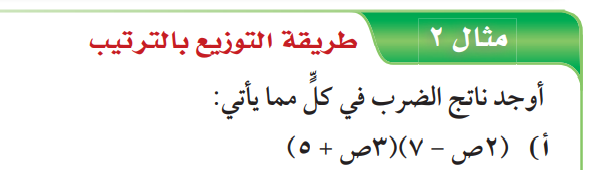 مثال ٢ طريقة التوزيع بالترتيب
أوجد ناتج الضرب في كلٍّ مما يأتي:
أ) (٢ص – ٧)(٣ص + ٥)